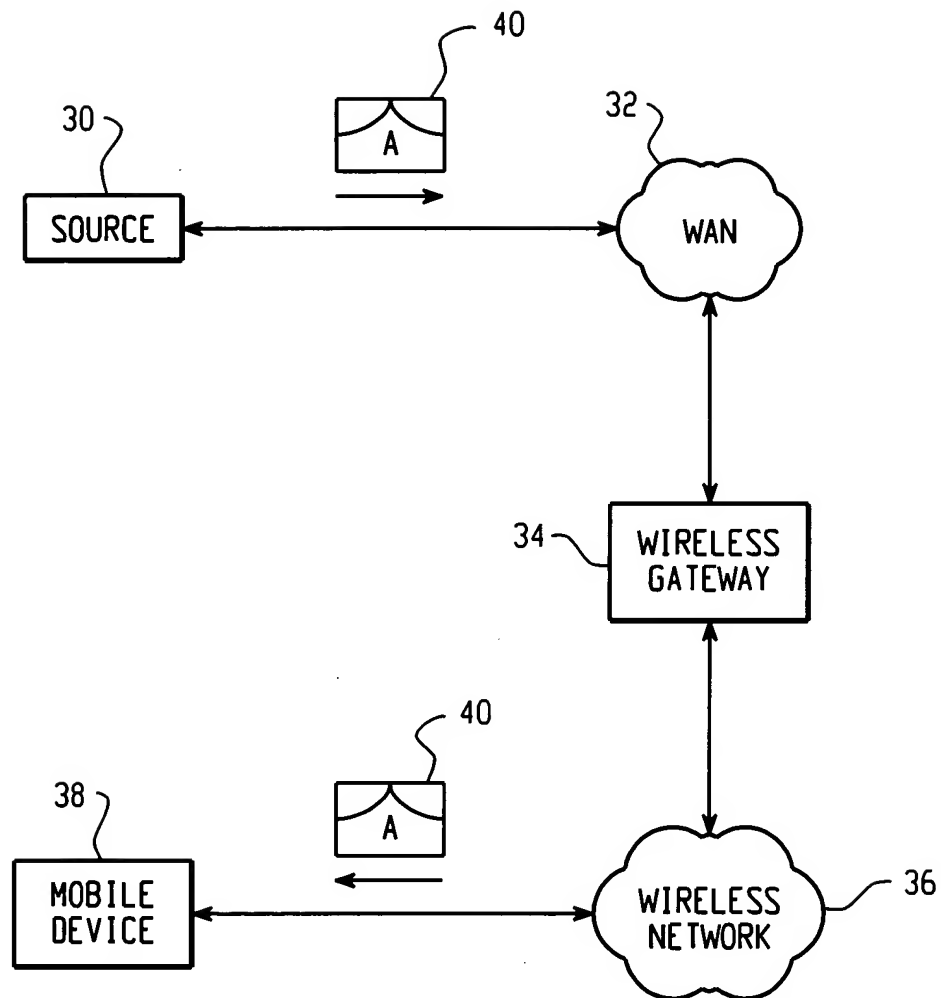 40
30
32
A
SOURCE
WAN
34
WIRELESS
GATEWAY
40
38
A
36
MOBILE
DEVICE
WIRELESS
NETWORK